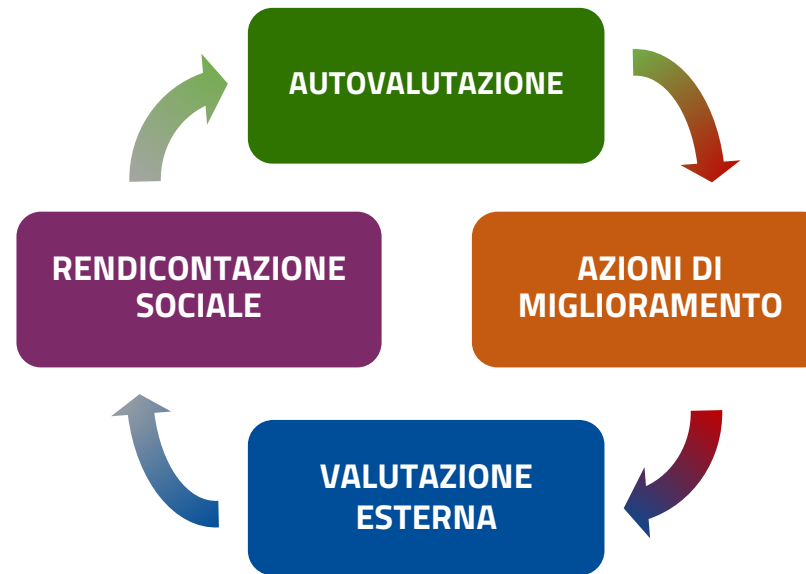 AUTOVALUTAZIONE
RENDICONTAZIONE
SOCIALE
AZIONI DI
MIGLIORAMENTO
VALUTAZIONE
ESTERNA